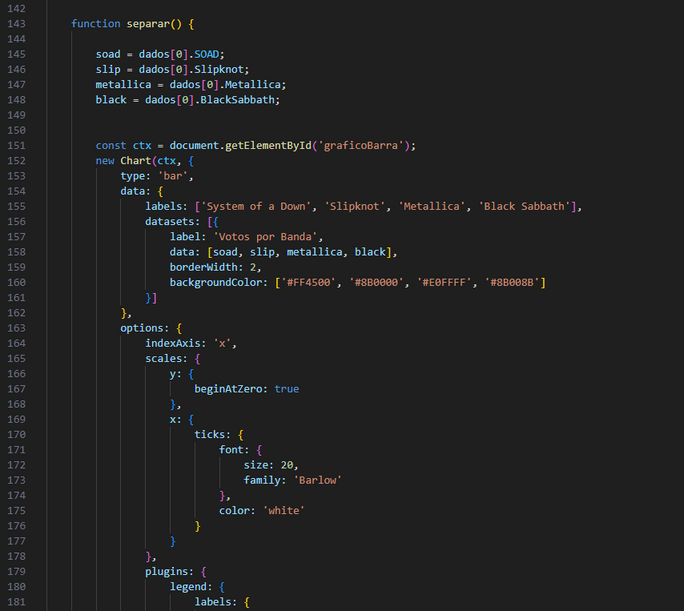 142
143 function separar() {
144
145 soad = dados[0].SOAD;
146 slip = dados[0].Slipknot;
147 metallica = dados[0].Metallica;
148 black = dados[0].BlackSabbath;
149
150
151 const ctx = document.getElementById('graficoBarra');
152 new Chart(ctx, {
153 type: 'bar',
154 data: {
155 labels: ['System of a Down', 'Slipknot', 'Metallica', 'Black Sabbath'],
156 datasets: [{
157 label: 'Votos por Banda',
158 data: [soad, slip, metallica, black],
159 borderWidth: 2,
160 backgroundColor: ['#FF4500', '#8B0000', '#E0FFFF', '#8B008B']
161 }]
162 },
163 options: {
164 indexAxis: 'x',
165 scales: {
166 y: {
167 beginAtZero: true
168 },
169 x: {
170 ticks: {
171 font: {
172 size: 20,
173 family: 'Barlow'
174 },
175 color: 'white'
176 }
177 }
178 },
179 plugins: {
180 legend: {
181 labels: {